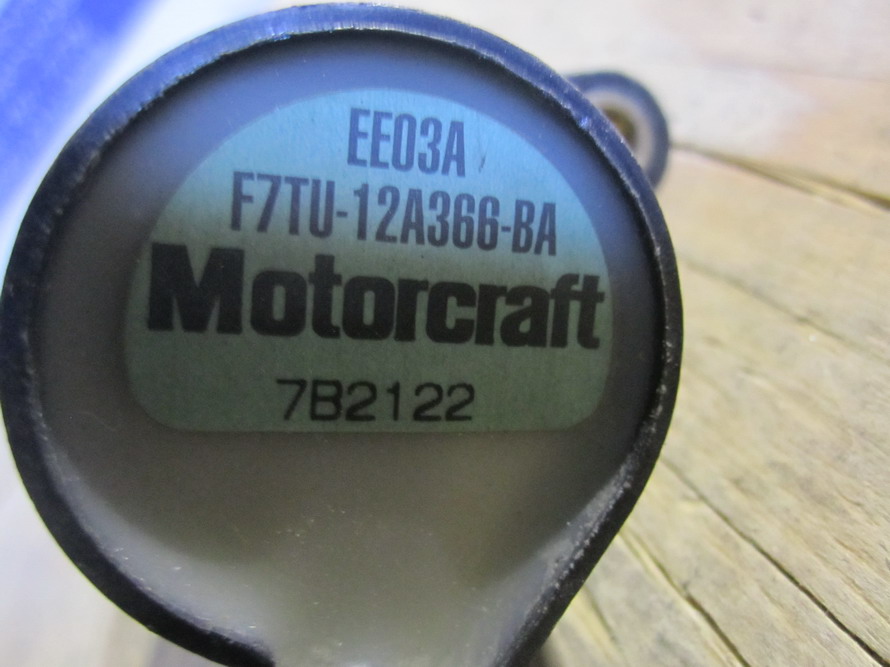 EE03A
F7TU-12A366-BA
Motorcraft
7B2122